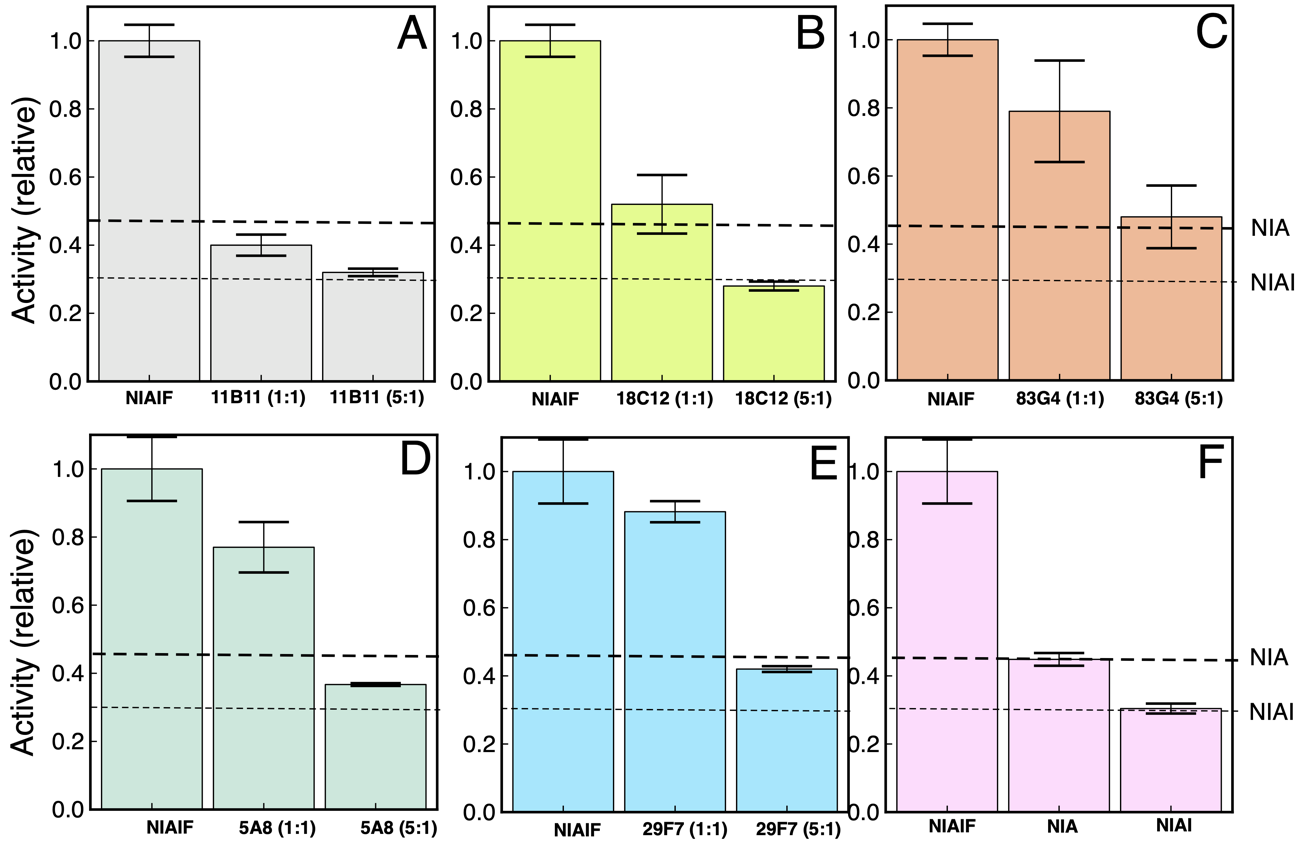 A
Activity (relative)
1.0
0.8
0.6
0.4
0.2
0.0
NIAIF 11B11 (1:1) 11B11 (5:1)
B
1.0
0.8
0.6
0.4
0.2
0.0
NIAIF 18C12 (1:1) 18C12 (5:1)
C
1.0
0.8
0.6
0.4
0.2
0.0
NIAIF 83G4 (1:1) 83G4 (5:1)
NIA
NIAI
D
Activity (relative)
1.0
0.8
0.6
0.4
0.2
0.0
NIAIF 5A8 (1:1) 5A8 (5:1)
E
1.0
0.8
0.6
0.4
0.2
0.0
NIAIF 29F7 (1:1) 29F7 (5:1)
F
1.0
0.8
0.6
0.4
0.2
0.0
NIAIF NIA NIAI
NIA
NIAI